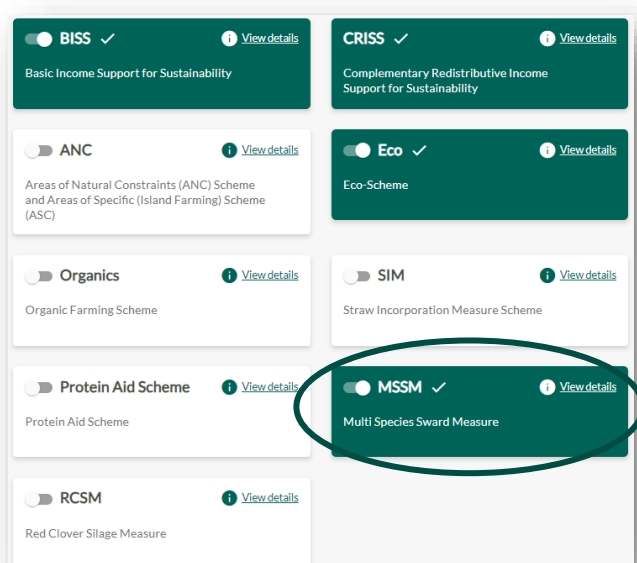 BISS
View details
Basic Income Support for Sustainability
CRISS
View details
Complementary Redistributive Income
Support for Sustainability
ANC
View details
Areas of Natural Constraints (ANC) Scheme
and Areas of Specific (Island Farming) Scheme
(ASC)
Eco
View details
Eco-Scheme
Organics
View details
Organic Farming Scheme
SIM
View details
Straw Incorporation Measure Scheme
Protein Aid Scheme
View details
Protein Aid Scheme
MSSM
View details
Multi Species Sward Measure
RCSM
View details
Red Clover Silage Measure